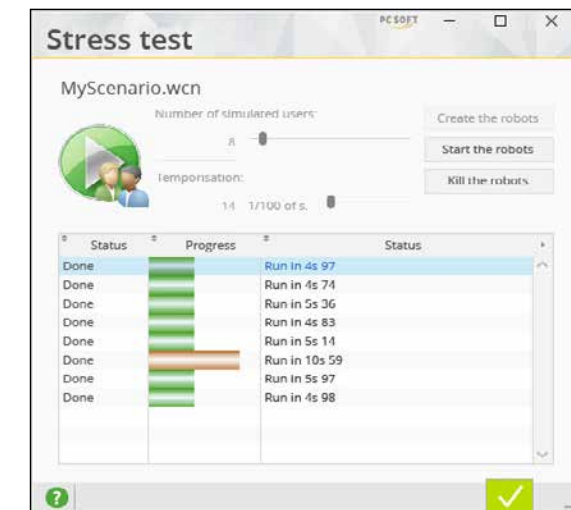 PC SOFT
Stress test
MyScenario.wcn
Number of simulated users:
8
Create the robots
Start the robots
Temporisation:
Kill the robots
14 1/100 of s.
Status Progress Status
Done Run in 4s 97
Done Run in 4s 74
Done Run in 5s 36
Done Run in 4s 83
Done Run in 5s 14
Done Run in 10s 59
Done Run in 5s 97
Done Run in 4s 98
?